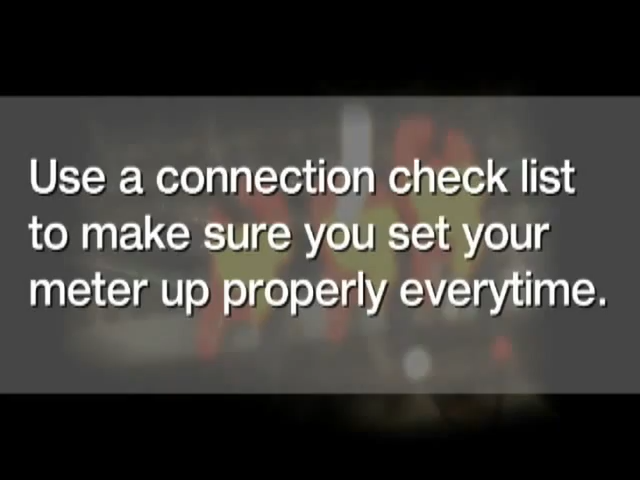 Use a connection check list
to make sure you set your
meter up properly everytime.